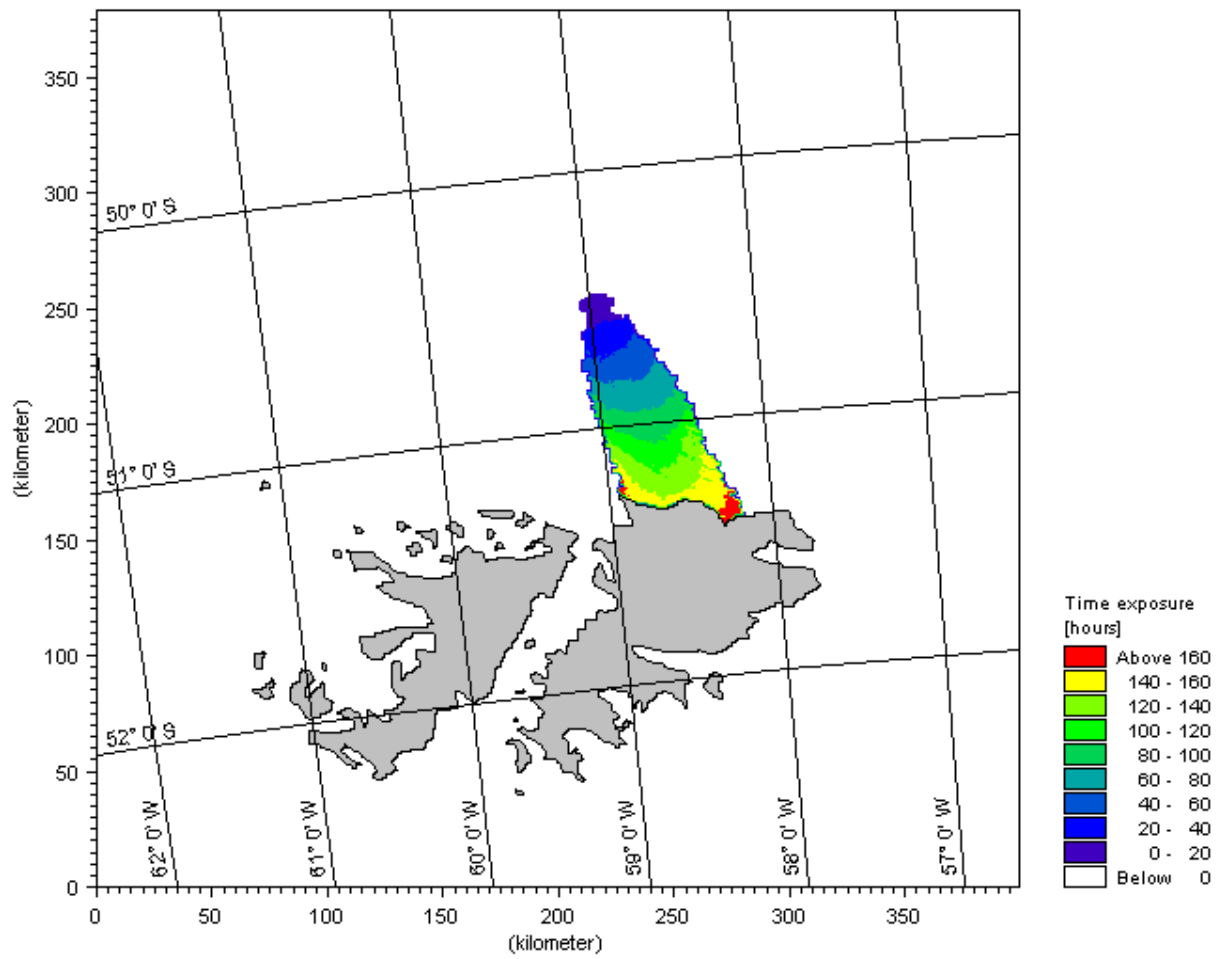 350
300
250
200
150
100
50
0
(kilometer)
50° 0' S
51° 0' S
52° 0' S
62° 0' W
61° 0' W
60° 0' W
59° 0' W
58° 0' W
57° 0' W
0
50
100
150
200
250
300
350
(kilometer)
Time exposure
[hours]
Above 160
140 - 160
120 - 140
100 - 120
80 - 100
60 - 80
40 - 60
20 - 40
0 - 20
Below 0